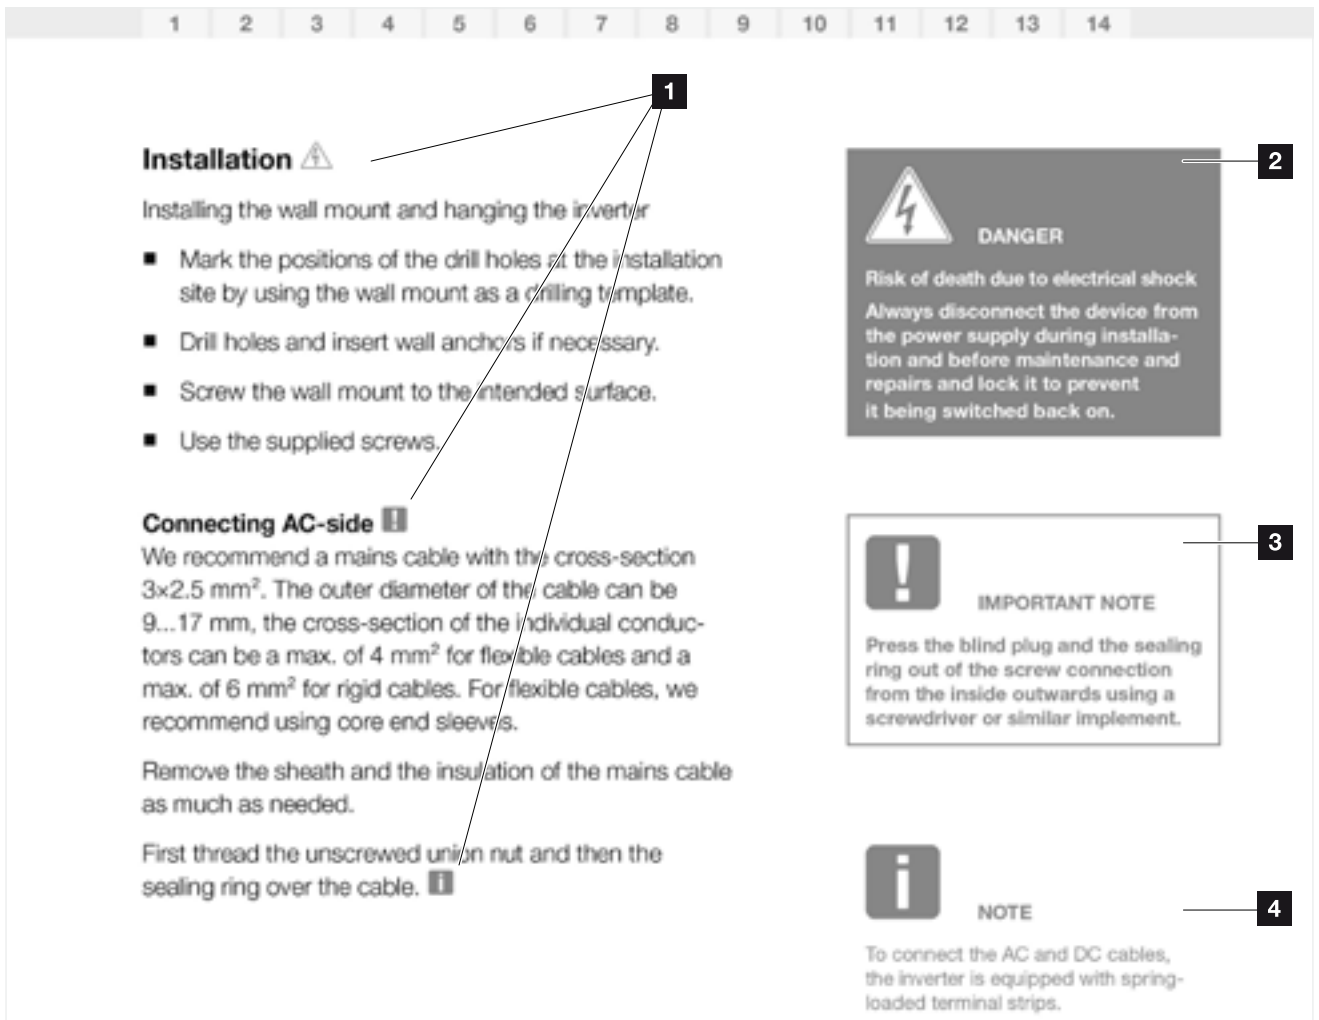 1 2 3 4 5 6 7 8 9 10 11 12 13 14
1
Installation
Installing the wall mount and hanging the inverter
■ Mark the positions of the drill holes at the installation
site by using the wall mount as a drilling template.
■ Drill holes and insert wall anchors if necessary.
■ Screw the wall mount to the intended surface.
■ Use the supplied screws.
Connecting AC-side !
We recommend a mains cable with the cross-section
3×2.5 mm². The outer diameter of the cable can be
9...17 mm, the cross-section of the individual conduc-
tors can be a max. of 4 mm² for flexible cables and a
max. of 6 mm² for rigid cables. For flexible cables, we
recommend using core end sleeves.
Remove the sheath and the insulation of the mains cable
as much as needed.
First thread the unscrewed union nut and then the
sealing ring over the cable. i
2
DANGER
Risk of death due to electrical shock
Always disconnect the device from
the power supply during installa-
tion and before maintenance and
repairs and lock it to prevent
it being switched back on.
3
! IMPORTANT NOTE
Press the blind plug and the sealing
ring out of the screw connection
from the inside outwards using a
screwdriver or similar implement.
4
i NOTE
To connect the AC and DC cables,
the inverter is equipped with spring-
loaded terminal strips.